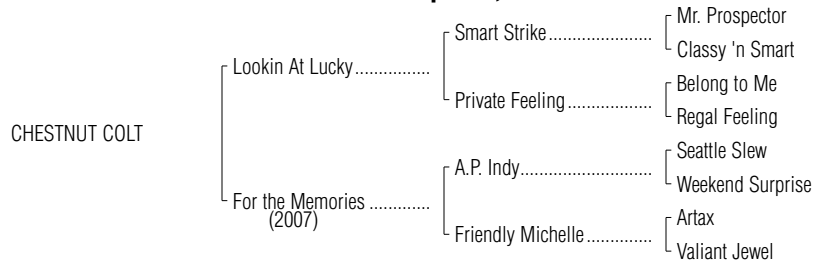 Mr. Prospector
Smart Strike......................
Classy 'n Smart
Lookin At Lucky................
Belong to Me
Private Feeling..................
Regal Feeling
CHESTNUT COLT
Seattle Slew
A.P. Indy............................
Weekend Surprise
For the Memories .............
(2007)
Artax
Friendly Michelle..............
Valiant Jewel